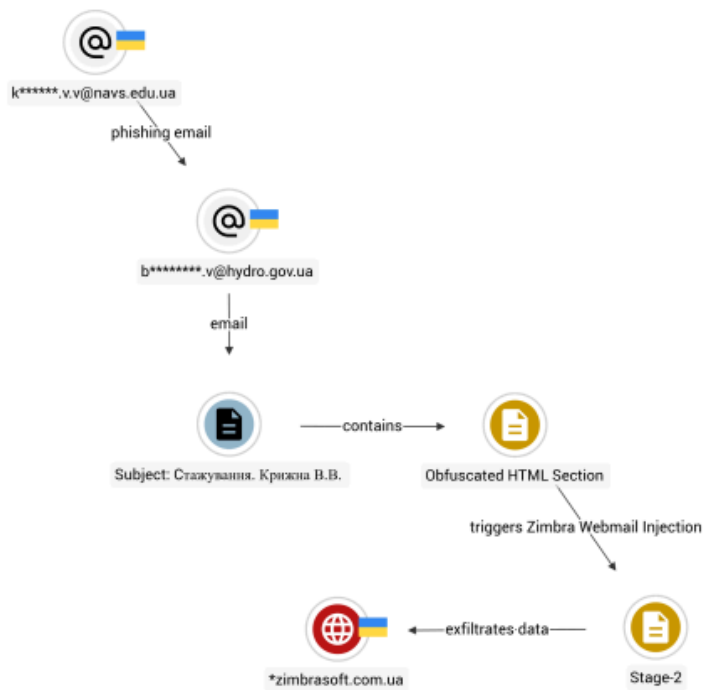 k******.v.v@navs.edu.ua
phishing email
b********.v@hydro.gov.ua
email
Subject: Стажування. Крижна В.В.
contains
Obfuscated HTML Section
triggers Zimbra Webmail Injection
Stage-2
exfiltrates data
*zimbrasoft.com.ua